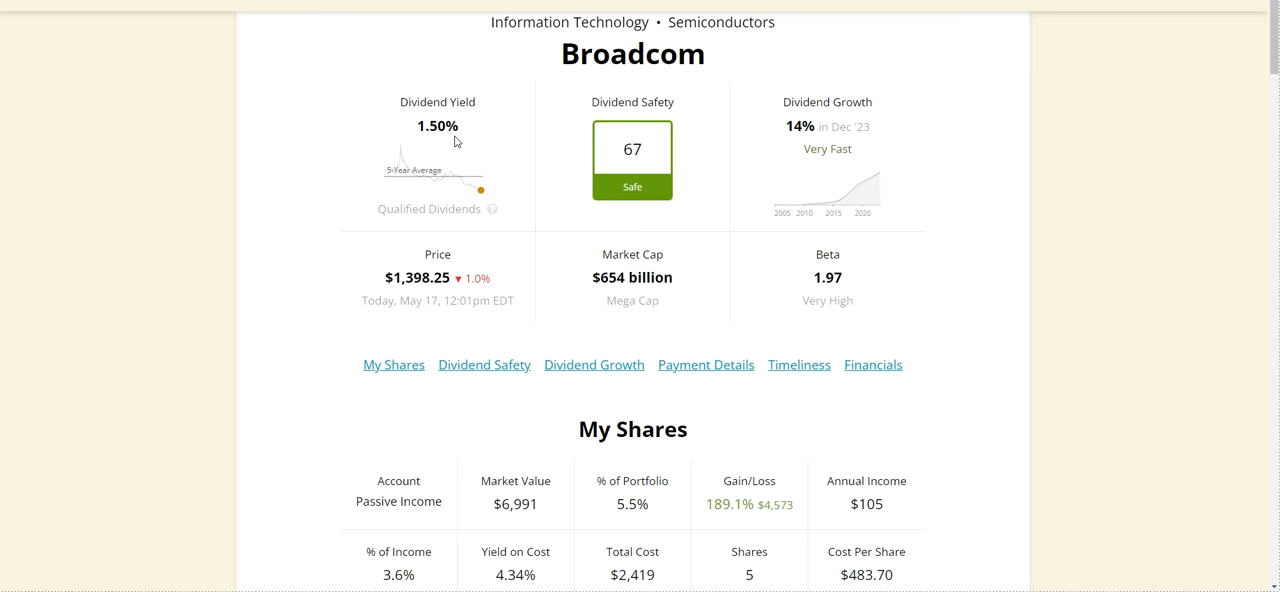 Information Technology • Semiconductors
Broadcom
Dividend Yield
1.50%
5-Year Average
Qualified Dividends ?
Dividend Safety
67
Safe
Dividend Growth
14% in Dec '23
Very Fast
2005 2010 2015 2020
Price
$1,398.25 ▼ 1.0%
Today, May 17, 12:01pm EDT
Market Cap
$654 billion
Mega Cap
Beta
1.97
Very High
My Shares Dividend Safety Dividend Growth Payment Details Timeliness Financials
My Shares
Account Market Value % of Portfolio Gain/Loss Annual Income
Passive Income $6,991 5.5% 189.1% $4,573 $105
% of Income Yield on Cost Total Cost Shares Cost Per Share
3.6% 4.34% $2,419 5 $483.70